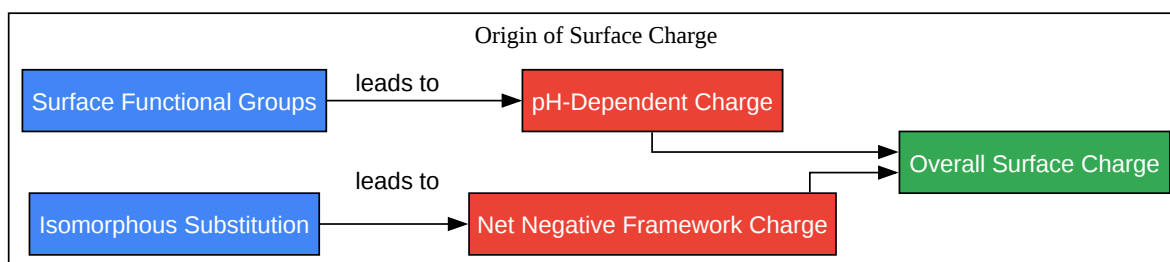 Origin of Surface Charge
Surface Functional Groups
leads to
pH-Dependent Charge
Overall Surface Charge
Isomorphous Substitution
leads to
Net Negative Framework Charge